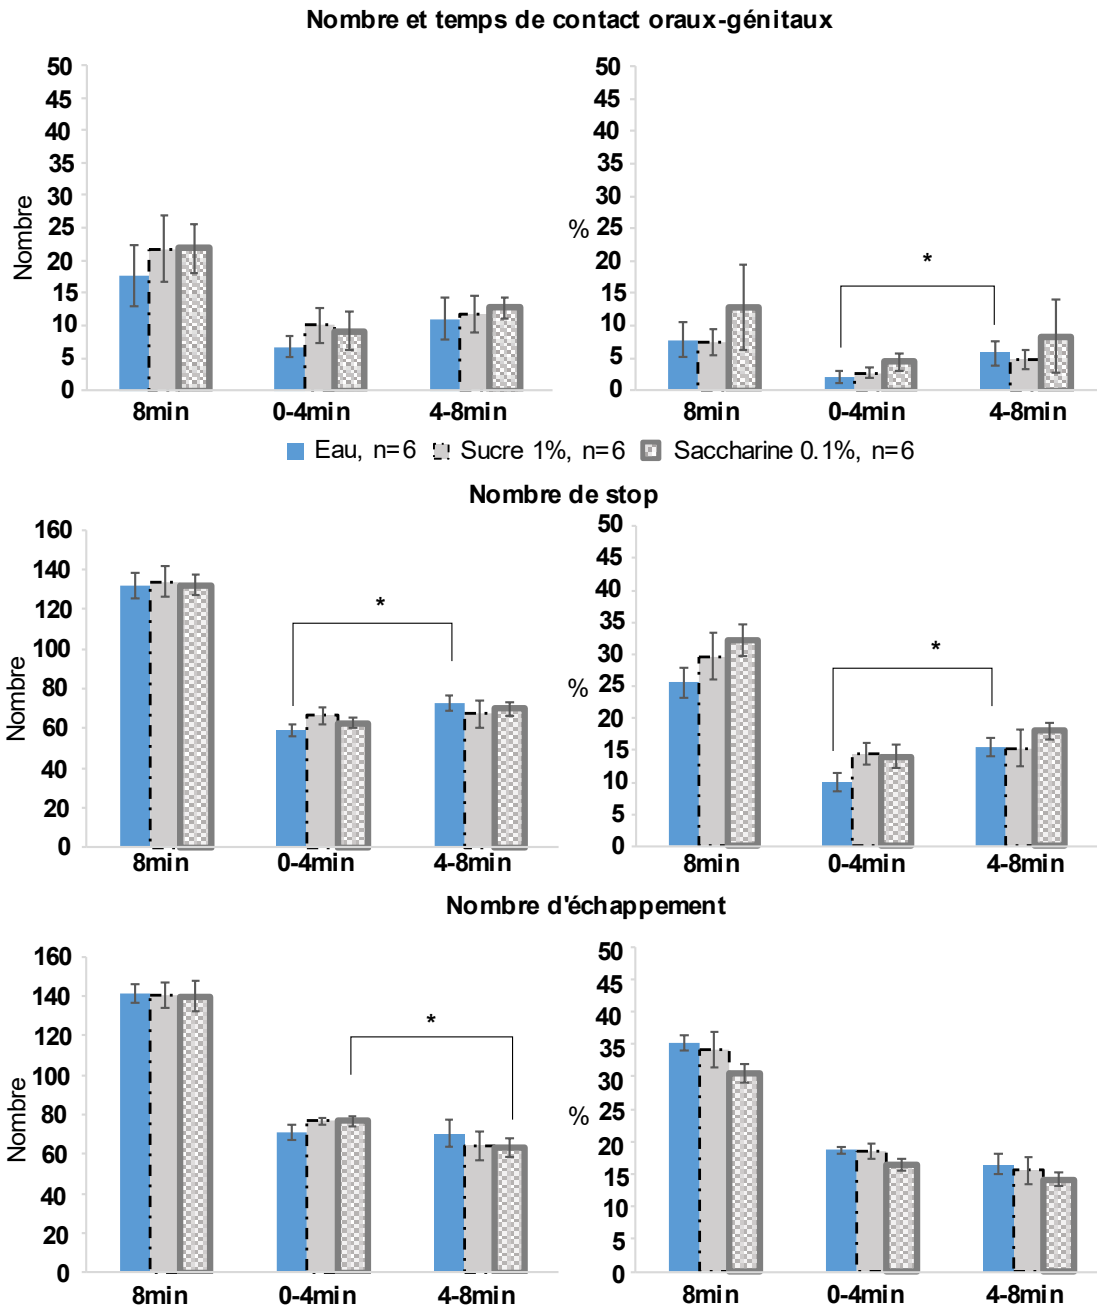 Nombre et temps de contact oraux-génitaux
50
45
40
35
30
25
20
15
10
5
0
Nombre
8min
0-4min
4-8min
50
45
40
35
30
25
20
15
10
5
0
%
*
8min
0-4min
4-8min
Eau, n=6 Sucre 1%, n=6 Saccharine 0.1%, n=6
Nombre de stop
160
140
120
100
80
60
40
20
0
Nombre
*
8min
0-4min
4-8min
50
45
40
35
30
25
20
15
10
5
0
%
*
8min
0-4min
4-8min
Nombre d'échappement
160
140
120
100
80
60
40
20
0
Nombre
*
8min
0-4min
4-8min
50
45
40
35
30
25
20
15
10
5
0
%
8min
0-4min
4-8min